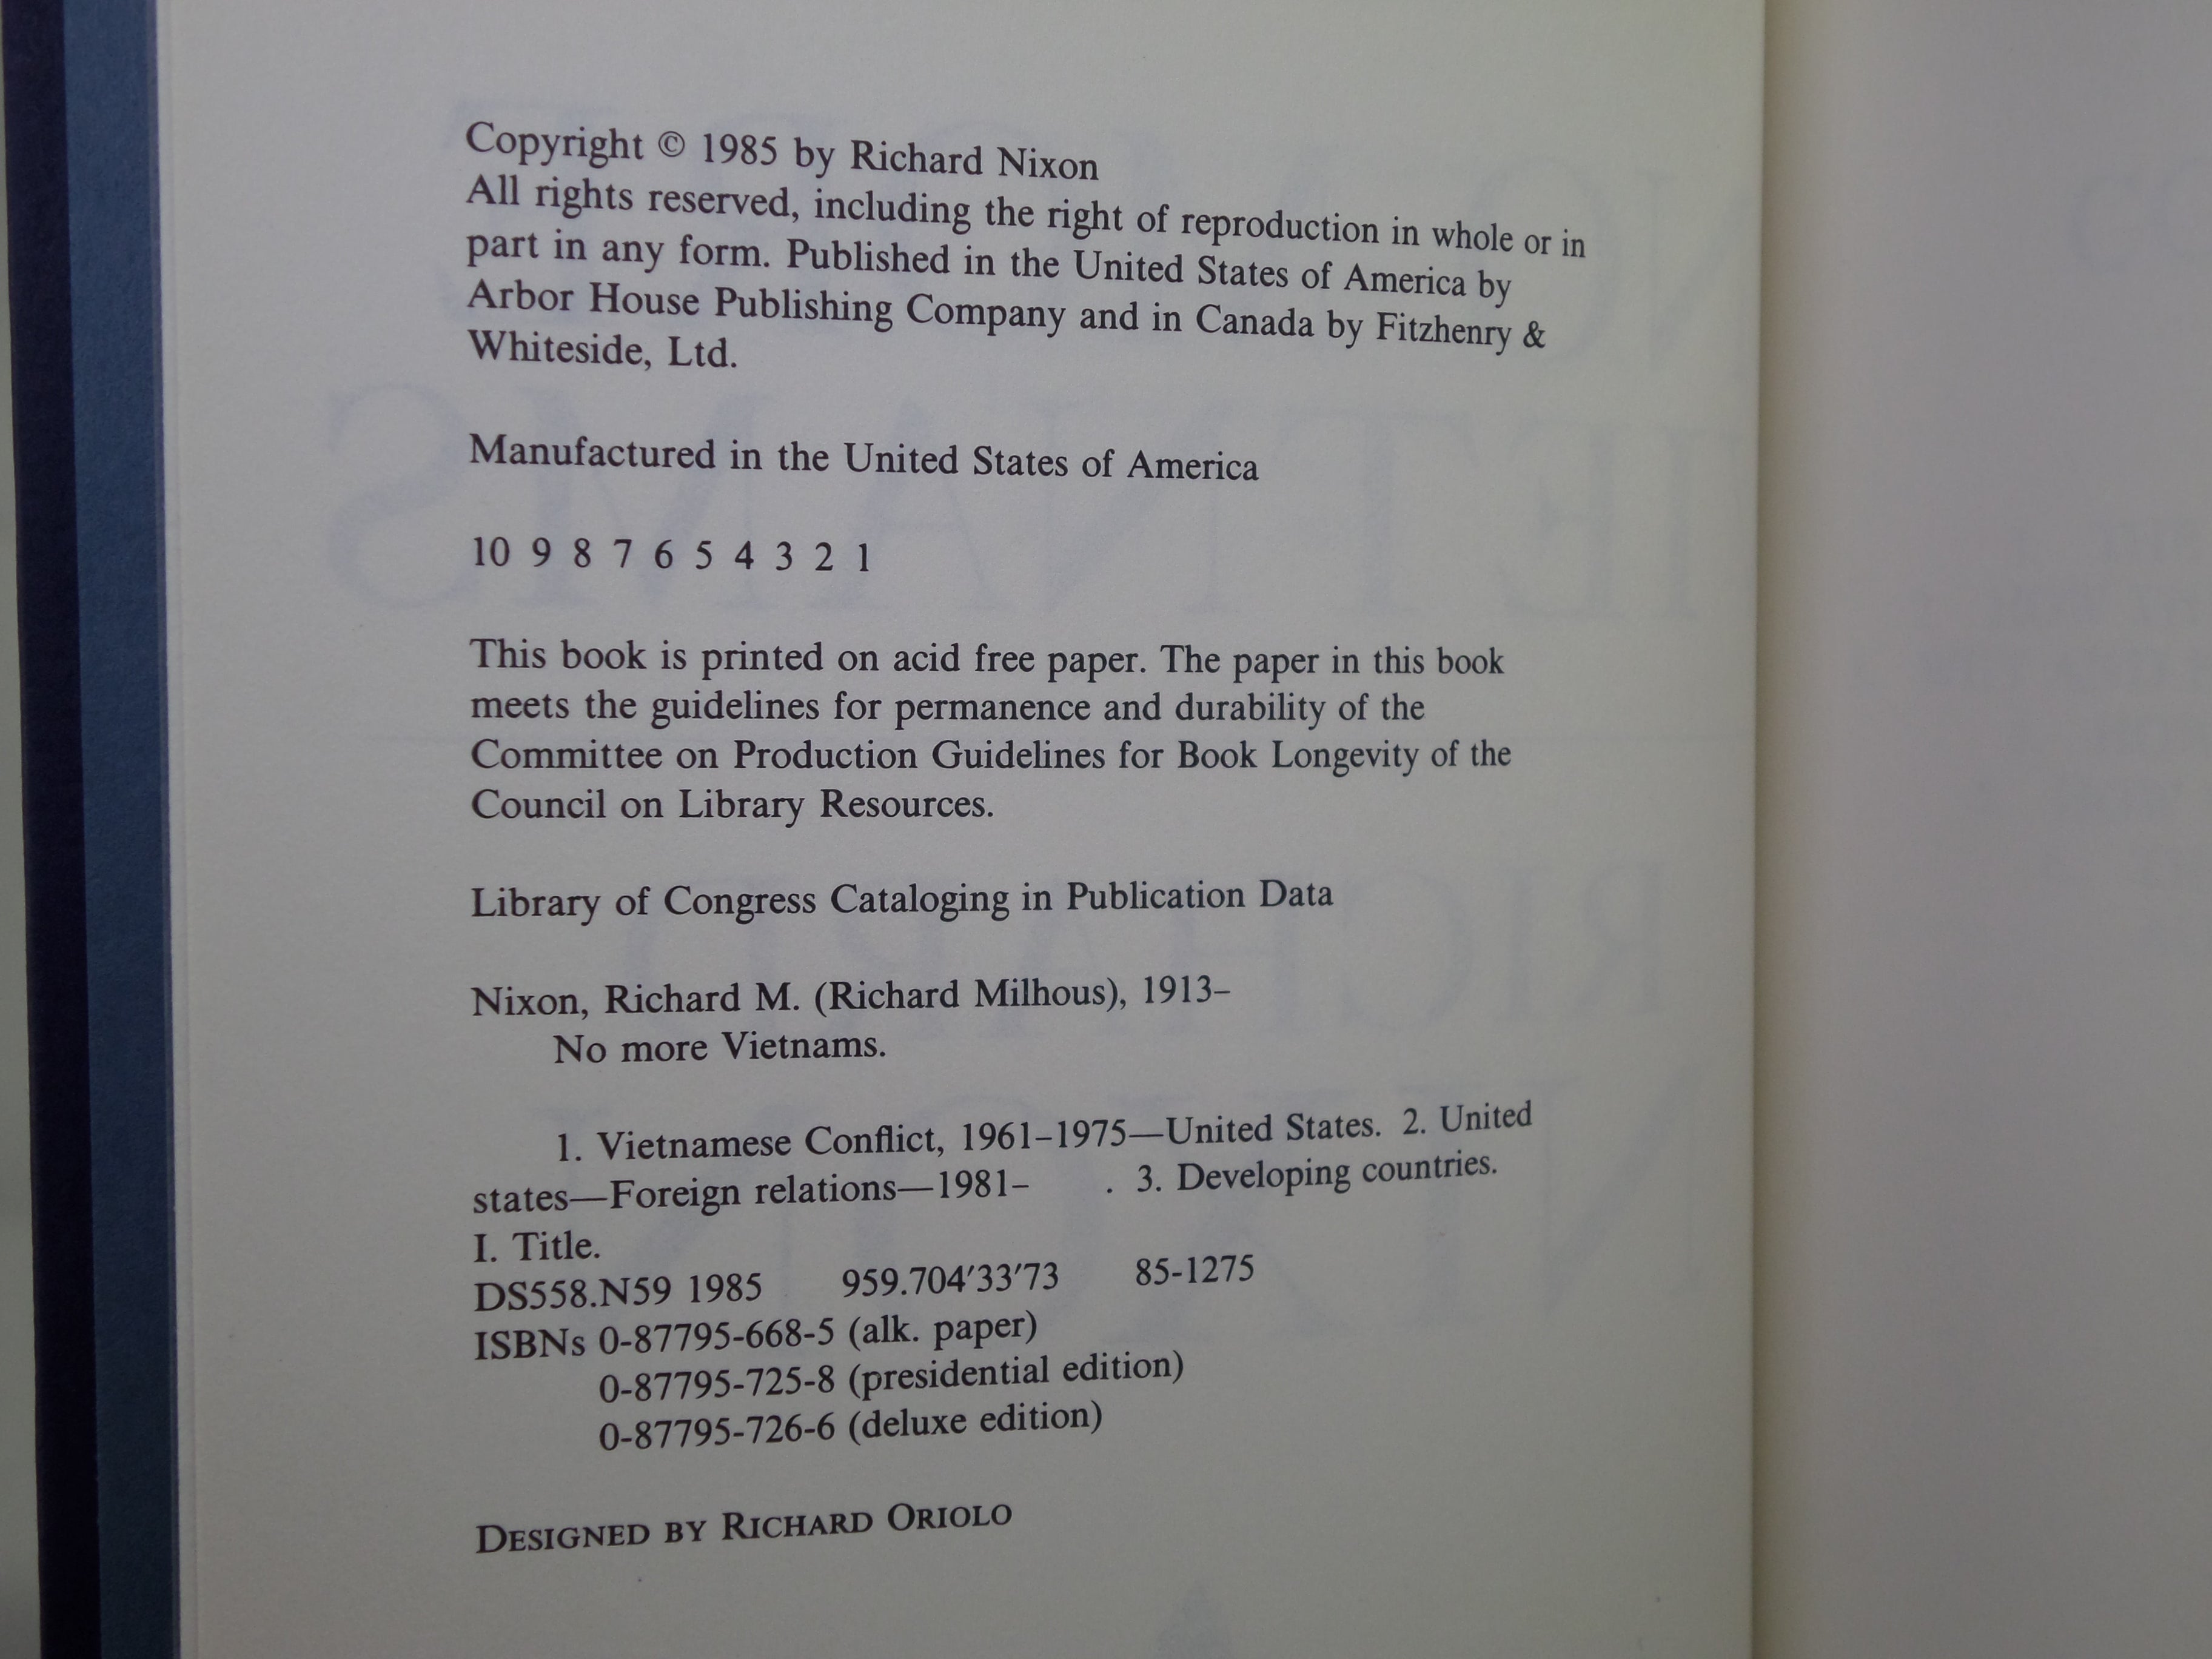 Copyright © 1985 by Richard Nixon
All rights reserved, including the right of reproduction in whole or in
part in any form. Published in the United States of America by
Arbor House Publishing Company and in Canada by Fitzhenry &
Whiteside, Ltd.
Manufactured in the United States of America
10 9 8 7 6 5 4 3 2 1
This book is printed on acid free paper. The paper in this book
meets the guidelines for permanence and durability of the
Committee on Production Guidelines for Book Longevity of the
Council on Library Resources.
Library of Congress Cataloging in Publication Data
Nixon, Richard M. (Richard Milhous), 1913–
No more Vietnams.
1. Vietnamese Conflict, 1961–1975—United States. 2. United
states—Foreign relations—1981– . 3. Developing countries.
I. Title.
DS558.N59 1985 959.704′33′73 85-1275
ISBNs 0-87795-668-5 (alk. paper)
0-87795-725-8 (presidential edition)
0-87795-726-6 (deluxe edition)
DESIGNED BY RICHARD ORIOLO